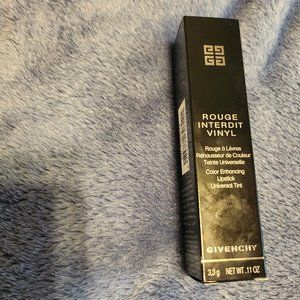 ROUGE
INTERDIT
VINYL
Rouge à Lèvres
Réhausseur de Couleur
Teinte Universelle
Color Enhancing
Lipstick
Universal Tint
GIVENCHY
3,3 g NET WT .11 OZ